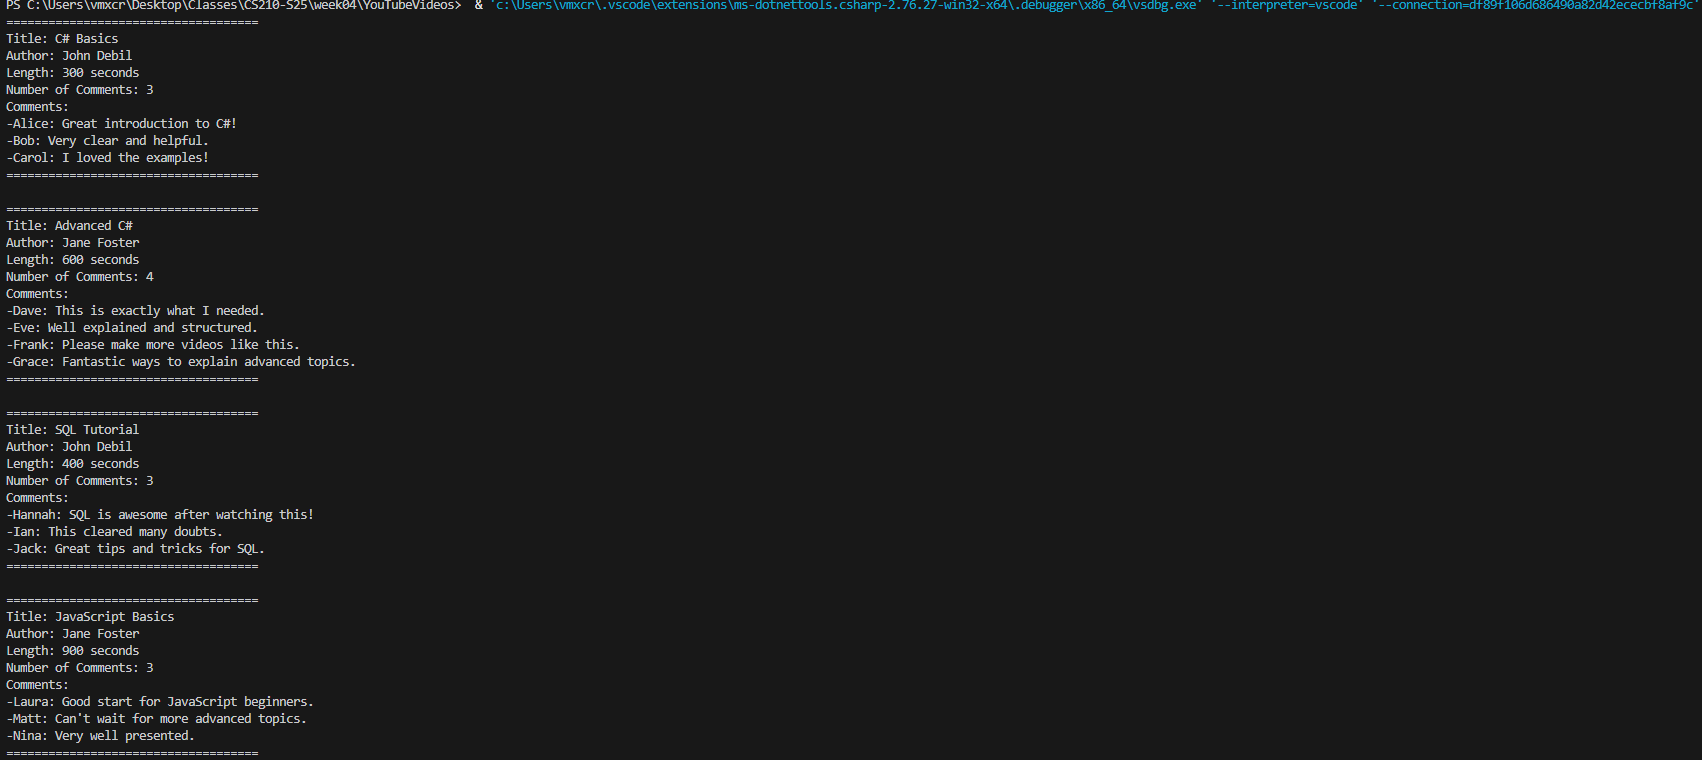 PS C:\Users\vmxcr\Desktop\Classes\CS210-S25\week04\YouTubeVideos>  & 'c:\Users\vmxcr\.vscode\extensions\ms-dotnettools.csharp-2.76.27-win32-x64\.debugger\x86_64\vsdbg.exe' '--interpreter=vscode' '--connection=df89f106d686490a82d42ececbf8af9c'
====================================
Title: C# Basics
Author: John Debil
Length: 300 seconds
Number of Comments: 3
Comments:
-Alice: Great introduction to C#!
-Bob: Very clear and helpful.
-Carol: I loved the examples!
====================================

====================================
Title: Advanced C#
Author: Jane Foster
Length: 600 seconds
Number of Comments: 4
Comments:
-Dave: This is exactly what I needed.
-Eve: Well explained and structured.
-Frank: Please make more videos like this.
-Grace: Fantastic ways to explain advanced topics.
====================================

====================================
Title: SQL Tutorial
Author: John Debil
Length: 400 seconds
Number of Comments: 3
Comments:
-Hannah: SQL is awesome after watching this!
-Ian: This cleared many doubts.
-Jack: Great tips and tricks for SQL.
====================================

====================================
Title: JavaScript Basics
Author: Jane Foster
Length: 900 seconds
Number of Comments: 3
Comments:
-Laura: Good start for JavaScript beginners.
-Matt: Can't wait for more advanced topics.
-Nina: Very well presented.
====================================